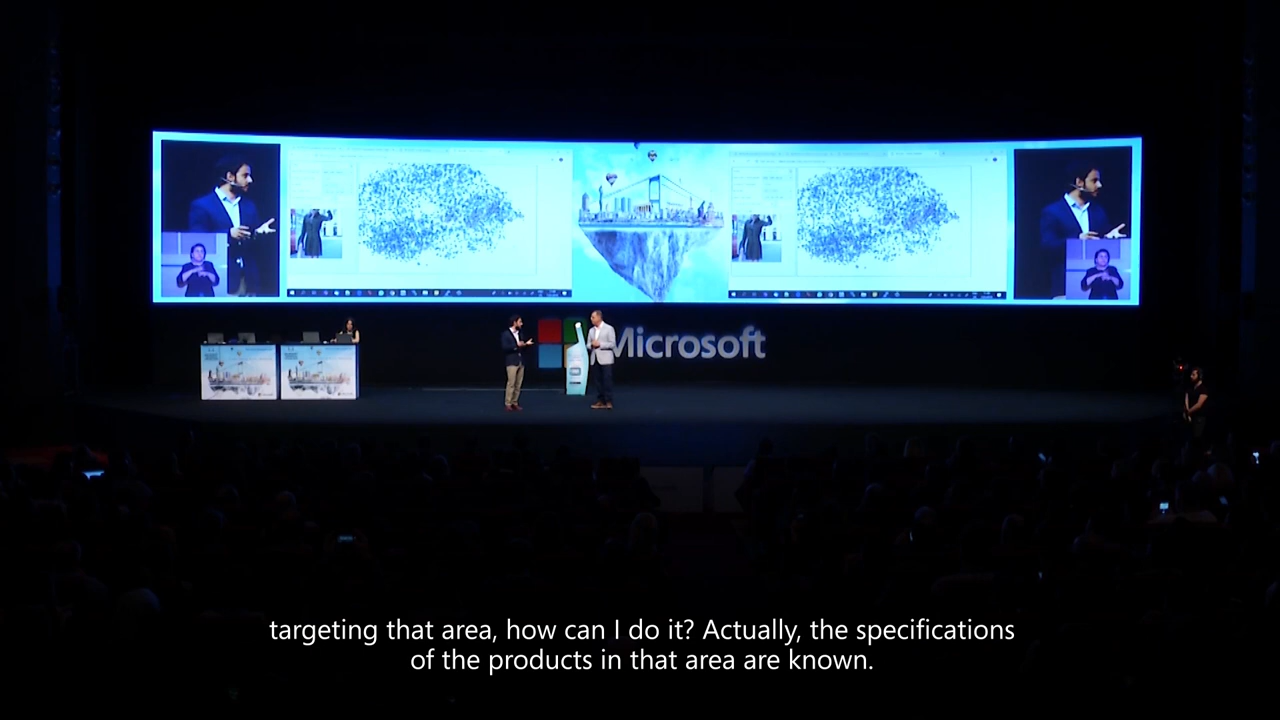 Microsoft
targeting that area, how can I do it? Actually, the specifications
of the products in that area are known.